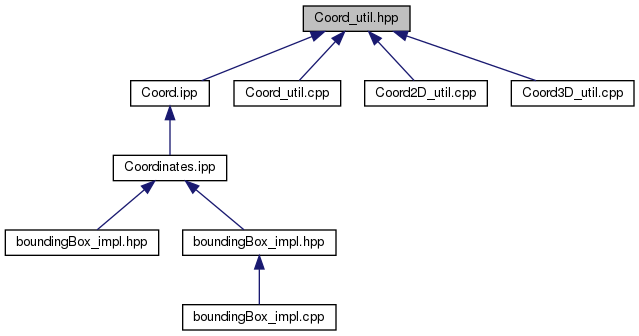 Coord_util.hpp
Coord.ipp
Coord_util.cpp
Coord2D_util.cpp
Coord3D_util.cpp
Coordinates.ipp
boundingBox_impl.hpp
boundingBox_impl.hpp
boundingBox_impl.cpp